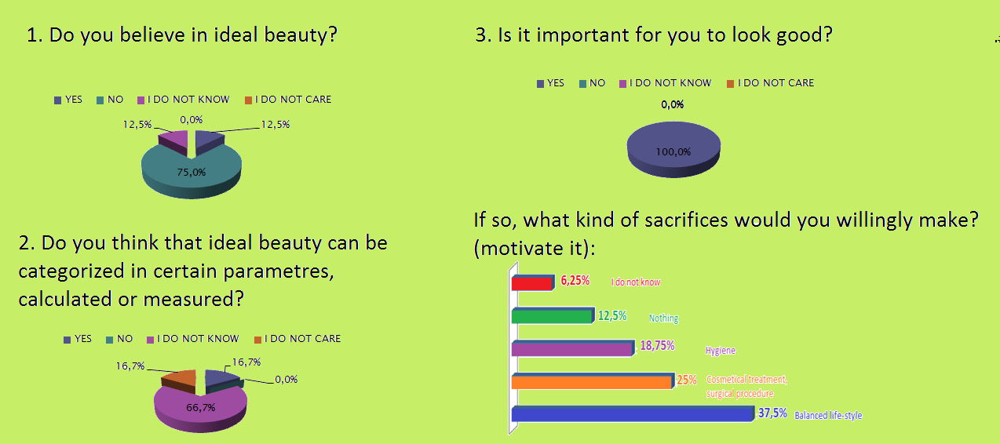 1. Do you believe in ideal beauty?
YES NO I DO NOT KNOW I DO NOT CARE
12,5% 0,0% 12,5%
75,0%
2. Do you think that ideal beauty can be
categorized in certain parametres,
calculated or measured?
YES NO I DO NOT KNOW I DO NOT CARE
16,7% 16,7%
0,0%
66,7%
3. Is it important for you to look good?
YES NO I DO NOT KNOW I DO NOT CARE
0,0%
100,0%
If so, what kind of sacrifices would you willingly make?
(motivate it):
6,25% I do not know
12,5% Nothing
18,75% Hygiene
25% Cosmetical treatment,
surgical procedure
37,5% Balanced life-style